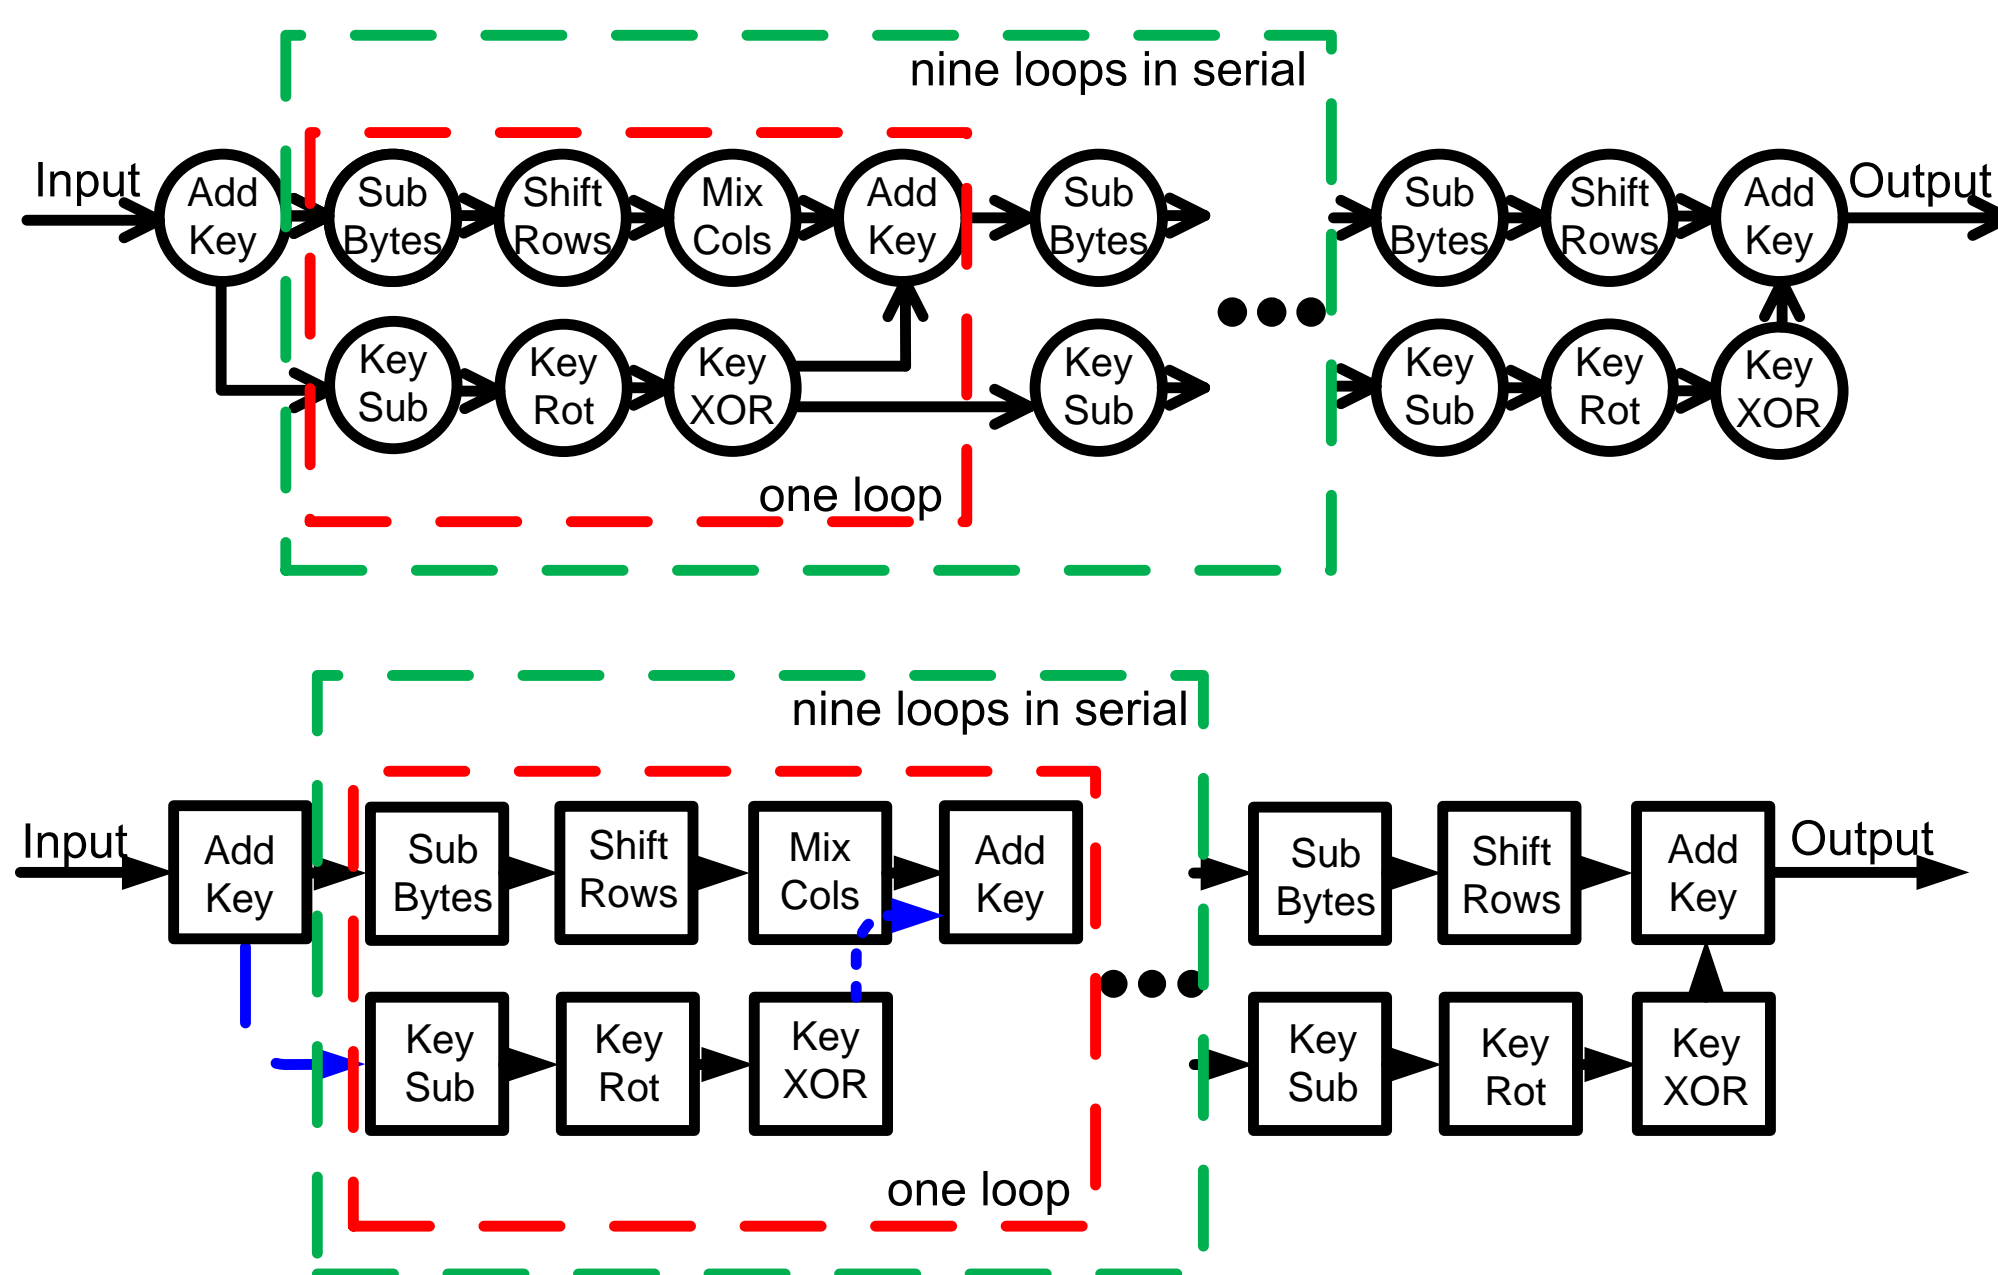 nine loops in serial
Input
Add
Key
Sub
Bytes
Shift
Rows
Mix
Cols
Add
Key
Sub
Bytes
Sub
Bytes
Shift
Rows
Add
Key
Output
Key
Sub
Key
Rot
Key
XOR
Key
Sub
Key
Sub
Key
Rot
Key
XOR
one loop
nine loops in serial
Input
Add
Key
Sub
Bytes
Shift
Rows
Mix
Cols
Add
Key
Sub
Bytes
Shift
Rows
Add
Key
Output
Key
Sub
Key
Rot
Key
XOR
Key
Sub
Key
Rot
Key
XOR
one loop